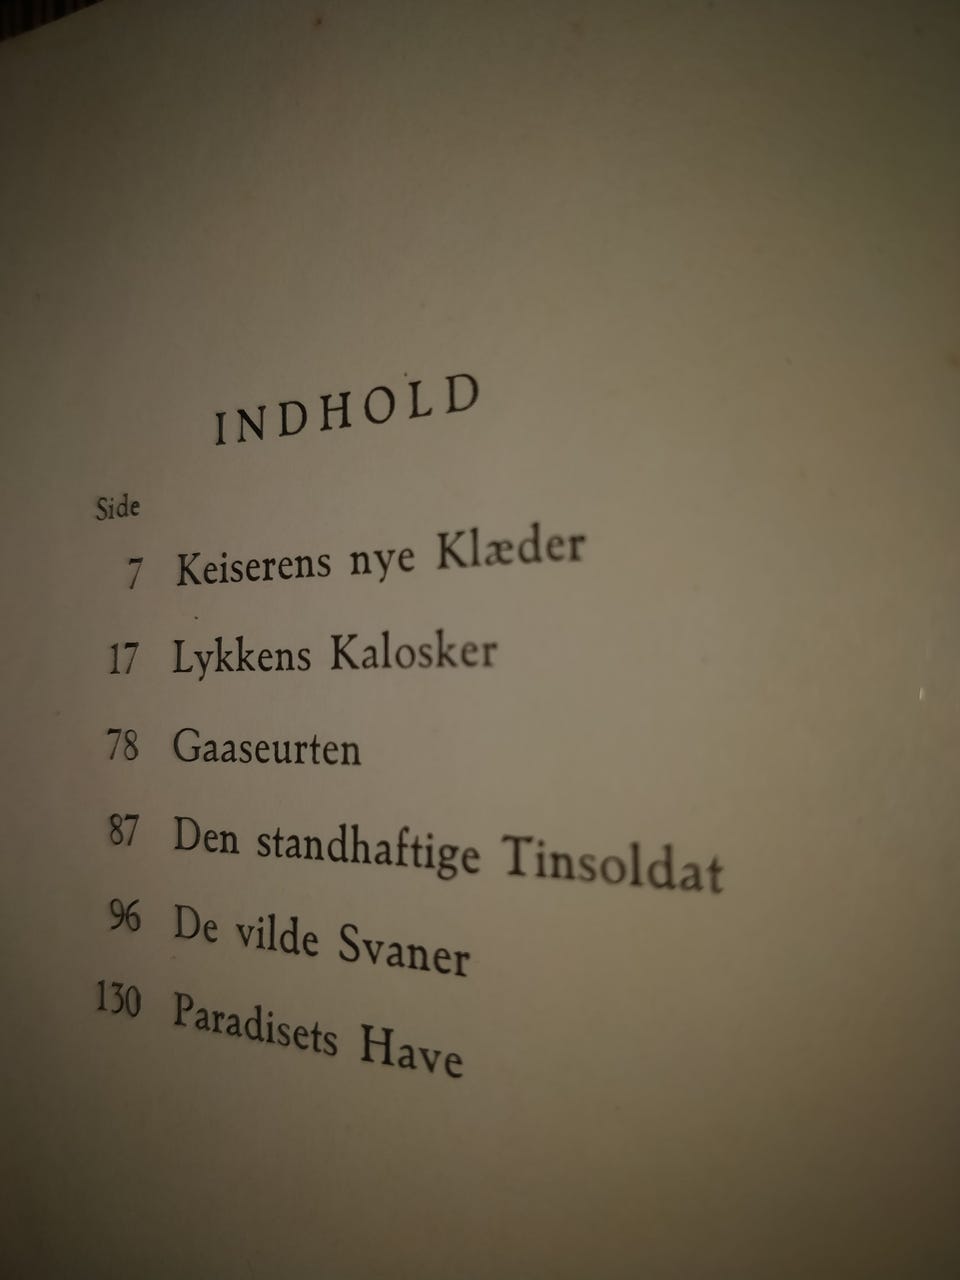 INDHOLD
Side
7 Keiserens nye Klæder
17 Lykkens Kalosker
78 Gaaseurten
87 Den standhaftige Tinsoldat
96 De vilde Svaner
130 Paradisets Have